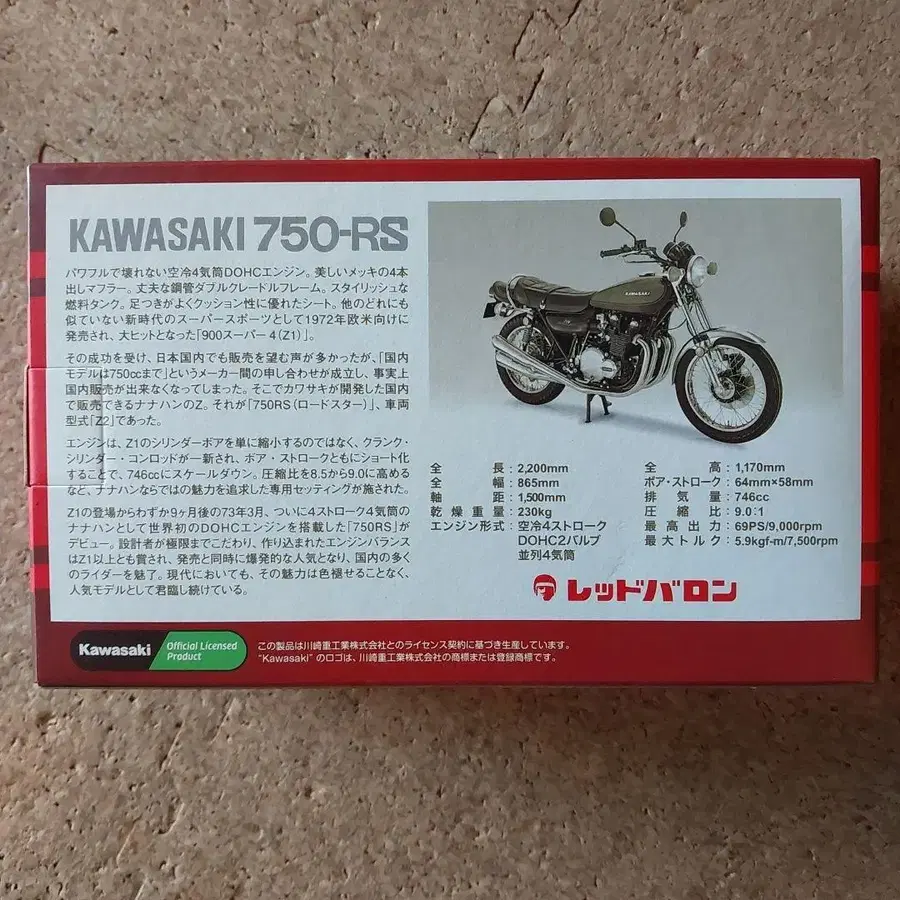 KAWASAKI 750-RS
パワフルで壊れない空冷4気筒DOHCエンジン。美しいメッキの4本
出しマフラー。丈夫な鋼管ダブルクレードルフレーム。スタイリッシュな
燃料タンク。足つきがよくクッション性に優れたシート。他のどれにも
似ていない新時代のスーパースポーツとして1972年欧米向けに
発売され、大ヒットとなった「900スーパー4(Z1)」。
その成功を受け、日本国内でも販売を望む声が多かったが、「国内
モデルは750ccまで」というメーカー間の申し合わせが成立し、事実上
国内販売が出来なくなってしまった。そこでカワサキが開発した国内
で販売できるナナハンのZ。それが「750RS(ロードスター)」、車両
型式「Z2」であった。
エンジンは、Z1のシリンダーボアを単に縮小するのではなく、クランク・
シリンダー・コンロッドが一新され、ボア・ストロークともにショート化
することで、746ccにスケールダウン。圧縮比を8.5から9.0に高める
など、ナナハンならではの魅力を追求した専用セッティングが施された。
Z1の登場からわずか9ヶ月後の73年3月、ついに4ストローク4気筒の
ナナハンとして世界初のDOHCエンジンを搭載した「750RS」が
デビュー。設計者が極限までこだわり、作り込まれたエンジンバランス
はZ1以上とも賞され、発売と同時に爆発的な人気となり、国内の多く
のライダーを魅了。現代においても、その魅力は色褪せることなく、
人気モデルとして君臨し続けている。
KAWASAKI
全長:2,200mm
全幅:865mm
軸距:1,500mm
乾燥重量:230kg
エンジン形式:空冷4ストローク
DOHC2バルブ
並列4気筒
全高:1,170mm
ボア・ストローク:64mm×58mm
排気量:746cc
圧縮比:9.0:1
最高出力:69PS/9,000rpm
最大トルク:5.9kgf-m/7,500rpm
レッドバロン
Kawasaki
Official Licensed
Product
この製品は川崎重工業株式会社とのライセンス契約に基づき生産しています。
"Kawasaki"のロゴは、川崎重工業株式会社の商標または登録商標です。